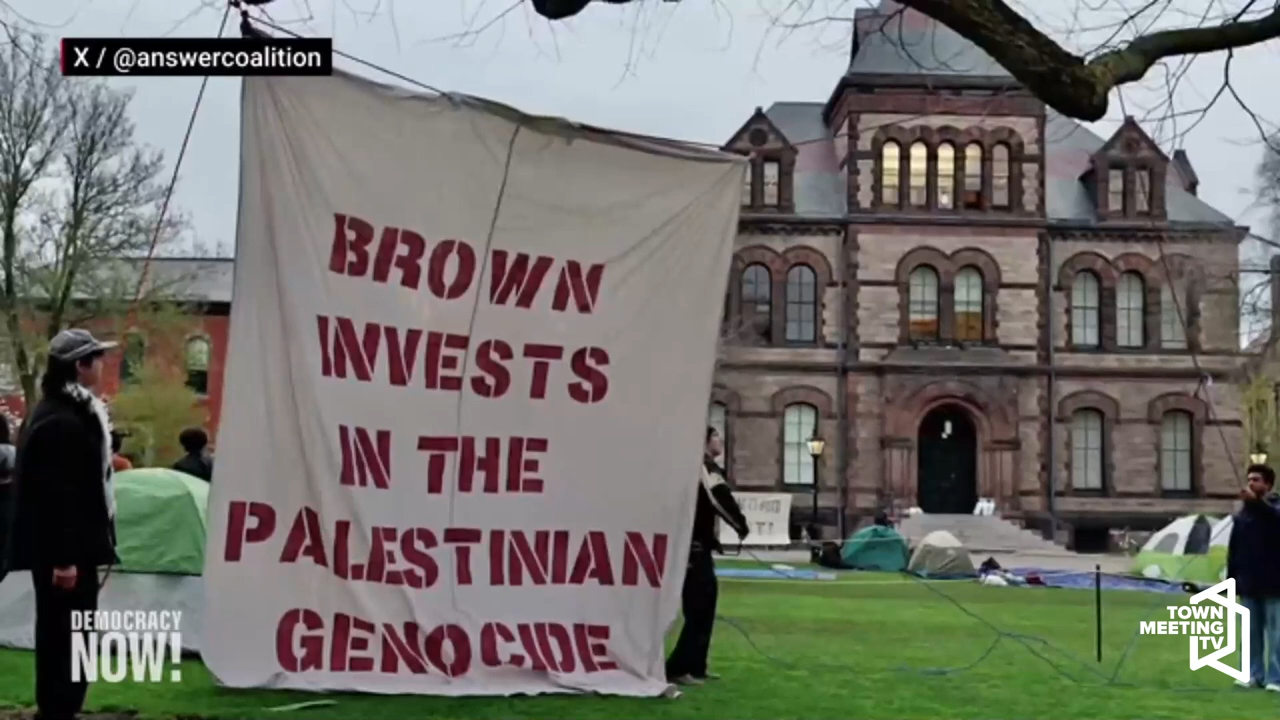 X / @answercoalition
BROWN
INVESTS
IN THE
PALESTINIAN
GENOCIDE
DEMOCRACY
NOW!
TOWN
MEETING
TV